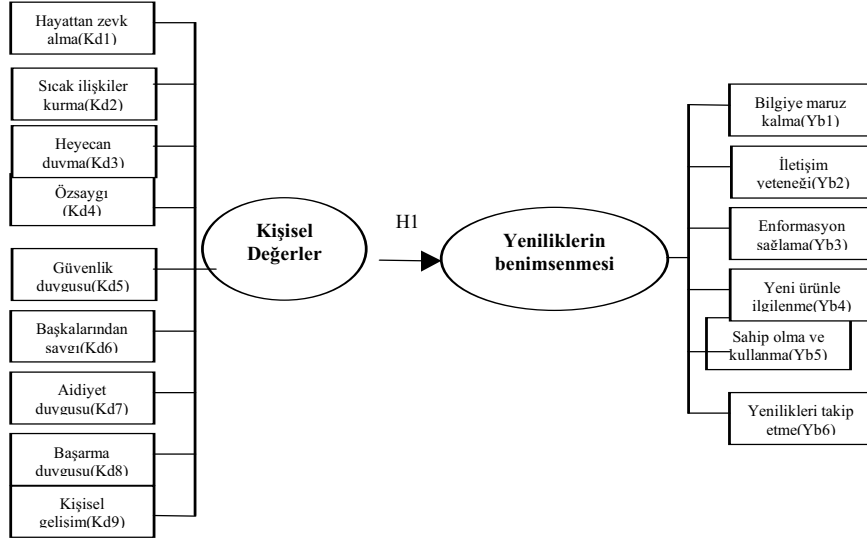 Hayattan zevk
alma(Kd1)
Sıcak ilişkiler
kurma(Kd2)
Heyecan
duyma(Kd3)
Özsaygı
(Kd4)
Güvenlik
duygusu(Kd5)
Başkalarından
saygı(Kd6)
Aidiyet
duygusu(Kd7)
Başarma
duygusu(Kd8)
Kişisel
gelişim(Kd9)
Kişisel
Değerler
H1
Yeniliklerin
benimsenmesi
Bilgiye maruz
kalma(Yb1)
İletişim
yeteneği(Yb2)
Enformasyon
sağlama(Yb3)
Yeni ürünle
ilgilenme(Yb4)
Sahip olma ve
kullanma(Yb5)
Yenilikleri takip
etme(Yb6)